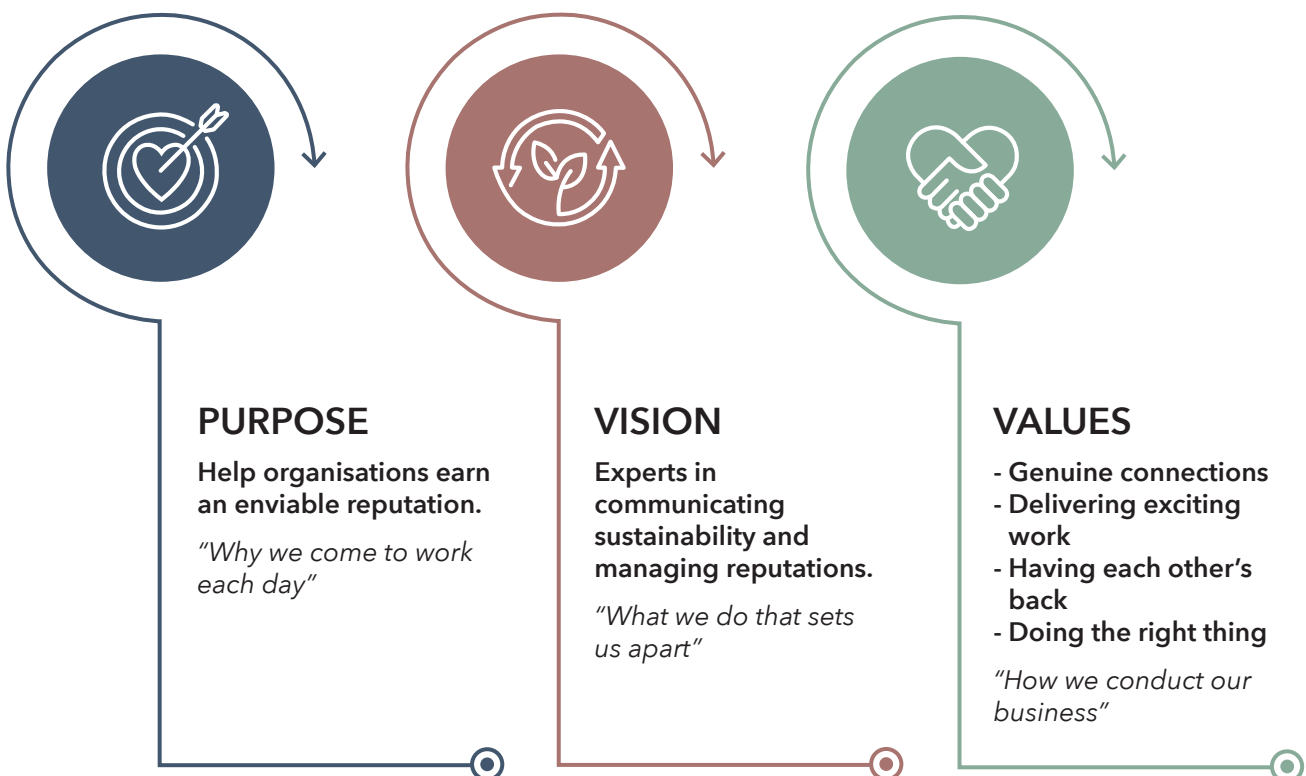 PURPOSE
Help organisations earn
an enviable reputation.
“Why we come to work
each day”
VISION
Experts in
communicating
sustainability and
managing reputations.
“What we do that sets
us apart”
VALUES
- Genuine connections
- Delivering exciting
work
- Having each other’s
back
- Doing the right thing
“How we conduct our
business”